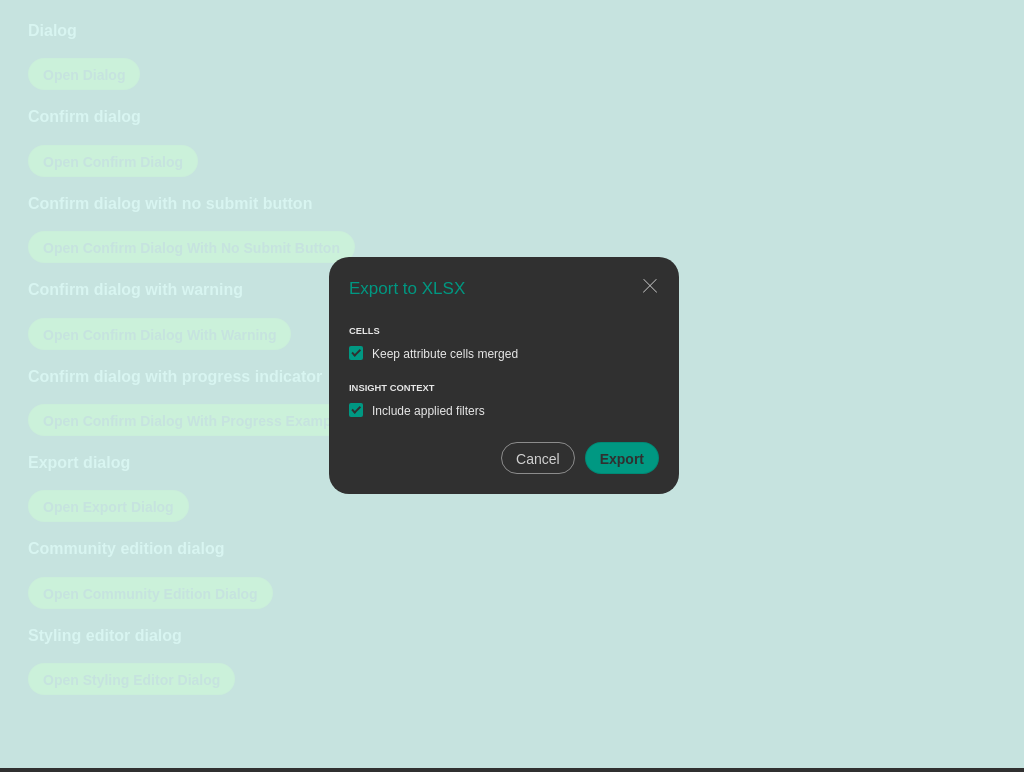 Dialog
Open Dialog
Confirm dialog
Open Confirm Dialog
Confirm dialog with no submit button
Open Confirm Dialog With No Submit Button
Confirm dialog with warning
Open Confirm Dialog With Warning
Confirm dialog with progress indicator
Open Confirm Dialog With Progress
Export dialog
Open Export Dialog
Community edition dialog
Open Community Edition Dialog
Styling editor dialog
Open Styling Editor Dialog
Export to XLSX
CELLS
Keep attribute cells merged
INSIGHT CONTEXT
Include applied filters
Cancel
Export